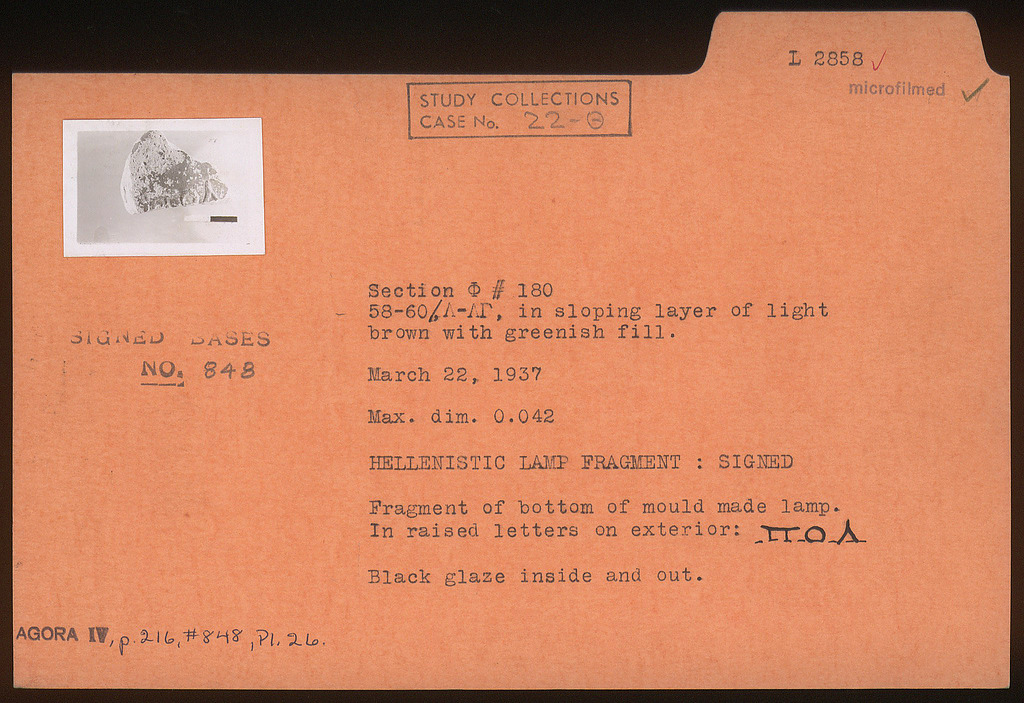 L 2858 ✓
microfilmed ✓
STUDY COLLECTIONS
CASE No. 22-Θ
Section Φ # 180
58-60/Λ-ΛΓ, in sloping layer of light
brown with greenish fill.
SIGNED BASES
NO. 848
March 22, 1937
Max. dim. 0.042
HELLENISTIC LAMP FRAGMENT : SIGNED
Fragment of bottom of mould made lamp.
In raised letters on exterior: ΠΟΛ
Black glaze inside and out.
AGORA IV, p. 216, #848, Pl. 26.